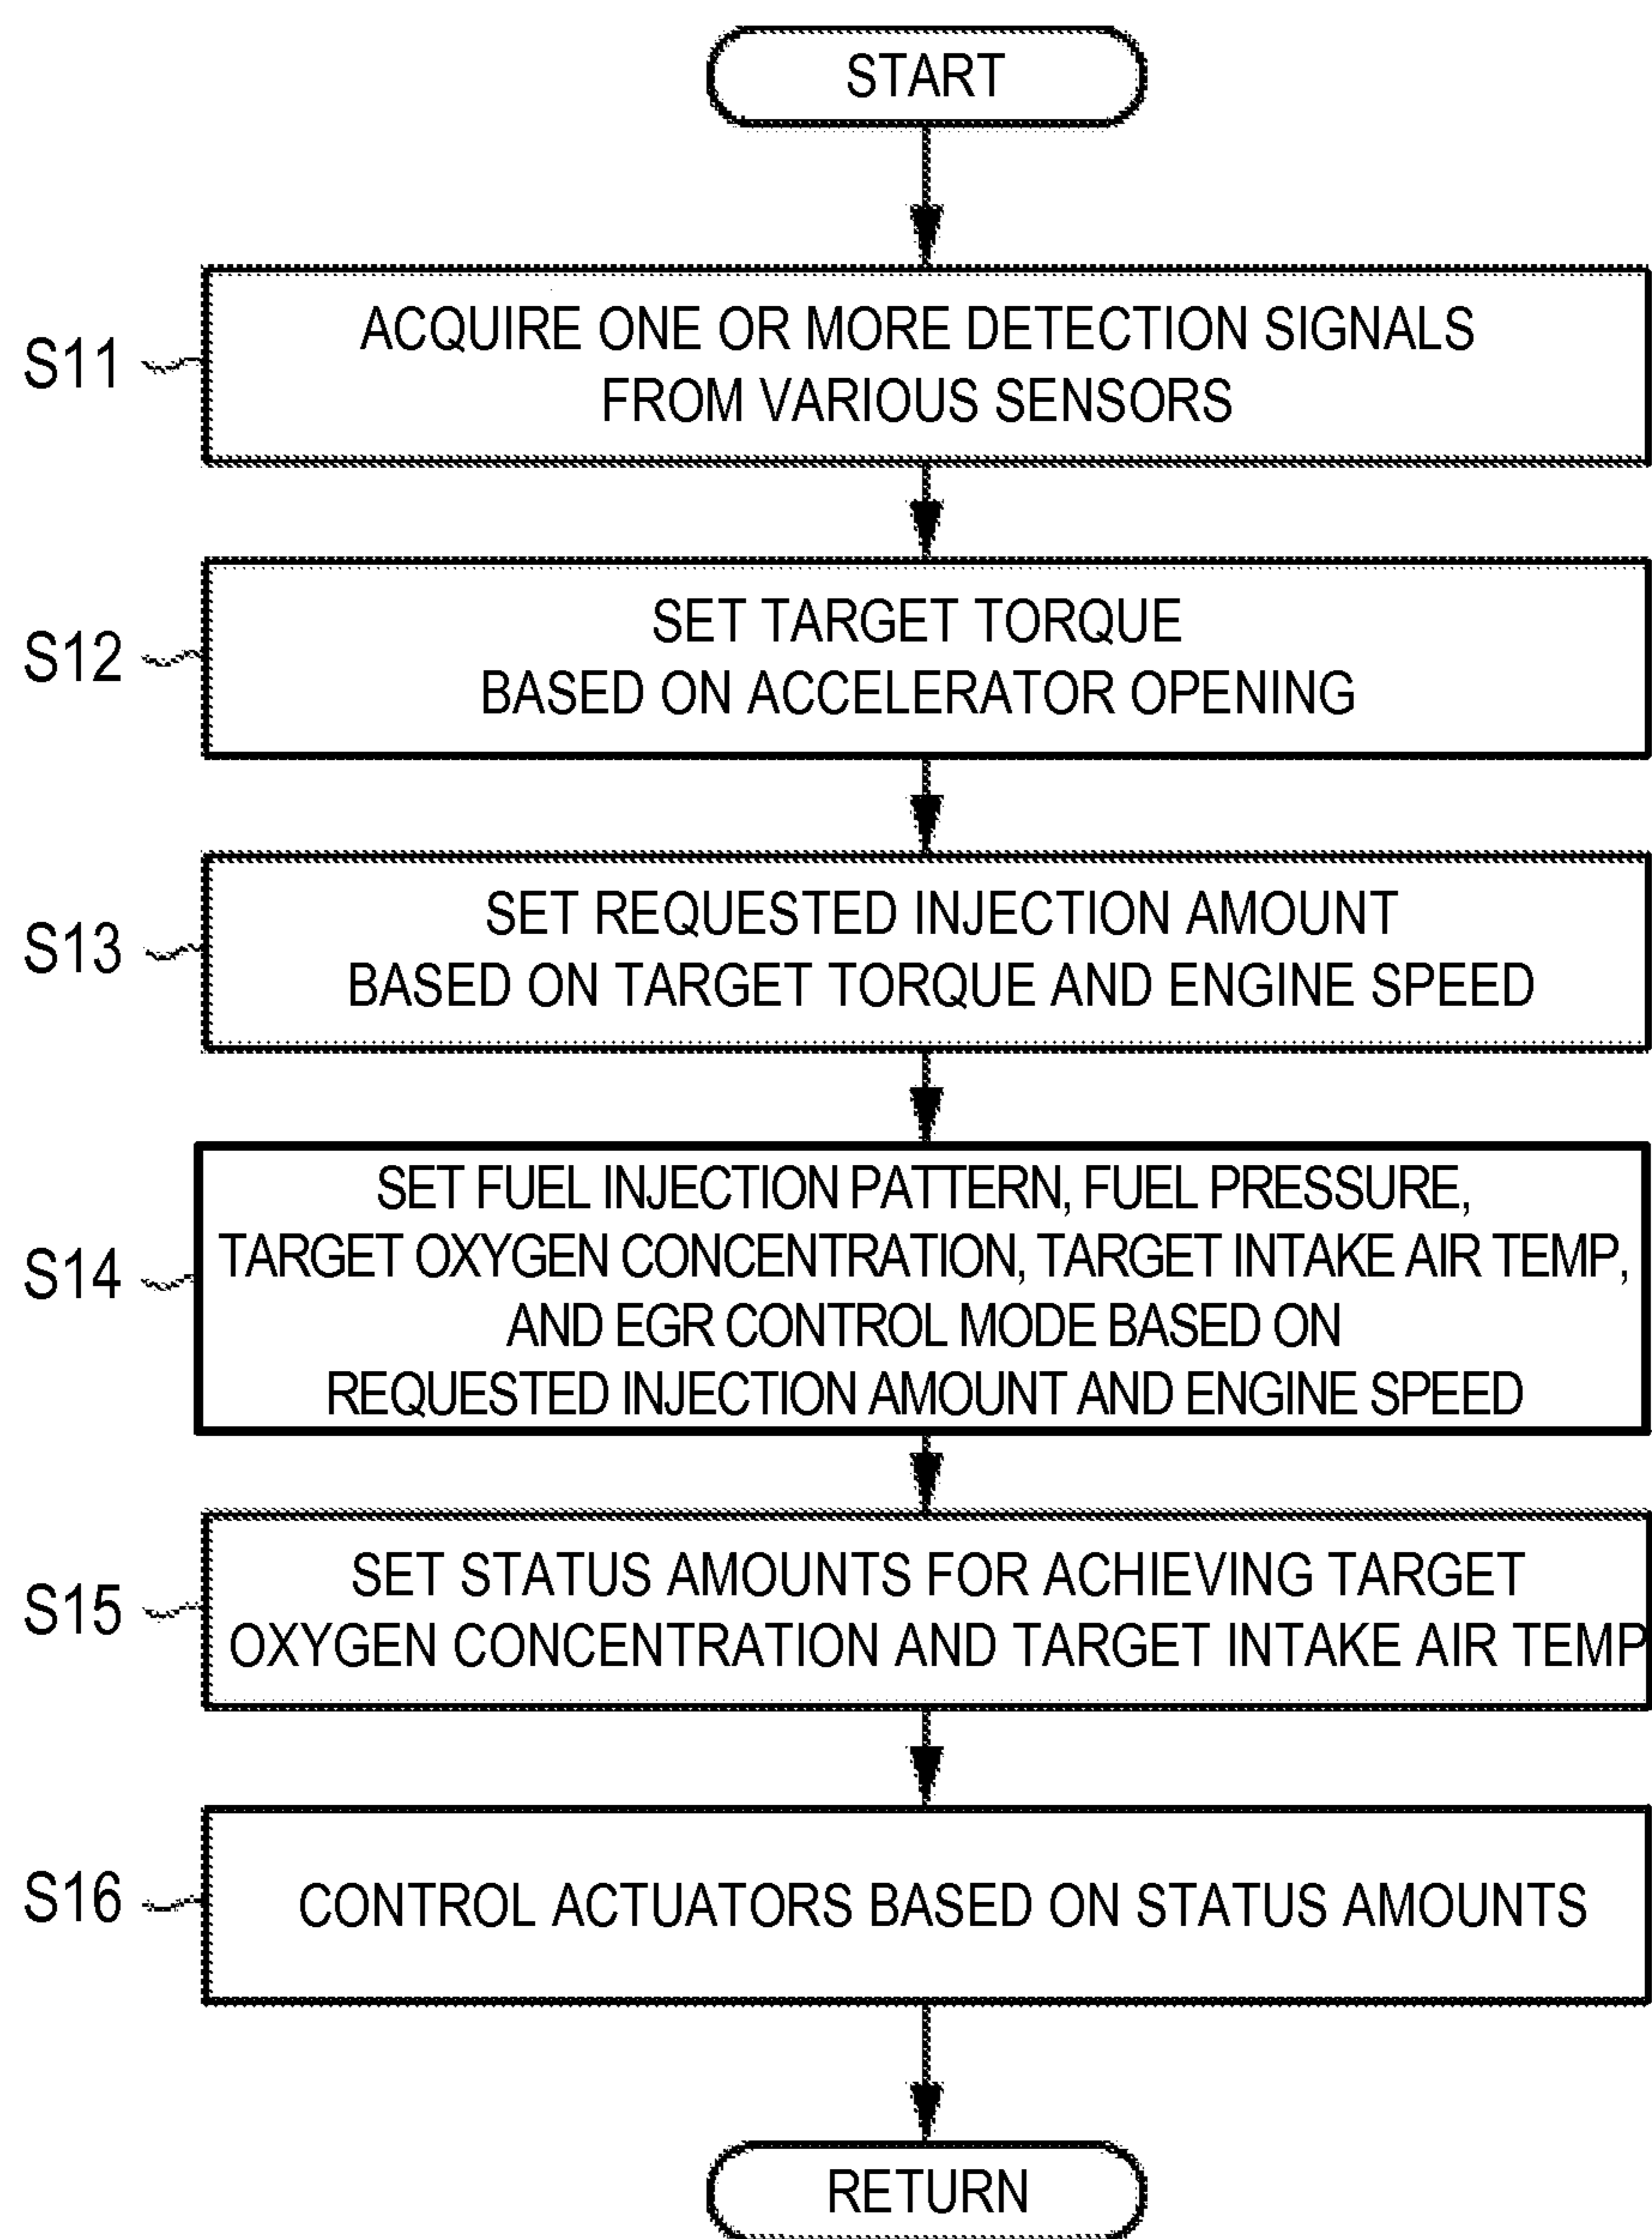 START
S11
ACQUIRE ONE OR MORE DETECTION SIGNALS
FROM VARIOUS SENSORS
S12
SET TARGET TORQUE
BASED ON ACCELERATOR OPENING
S13
SET REQUESTED INJECTION AMOUNT
BASED ON TARGET TORQUE AND ENGINE SPEED
S14
SET FUEL INJECTION PATTERN, FUEL PRESSURE,
TARGET OXYGEN CONCENTRATION, TARGET INTAKE AIR TEMP,
AND EGR CONTROL MODE BASED ON
REQUESTED INJECTION AMOUNT AND ENGINE SPEED
S15
SET STATUS AMOUNTS FOR ACHIEVING TARGET
OXYGEN CONCENTRATION AND TARGET INTAKE AIR TEMP
S16
CONTROL ACTUATORS BASED ON STATUS AMOUNTS
RETURN